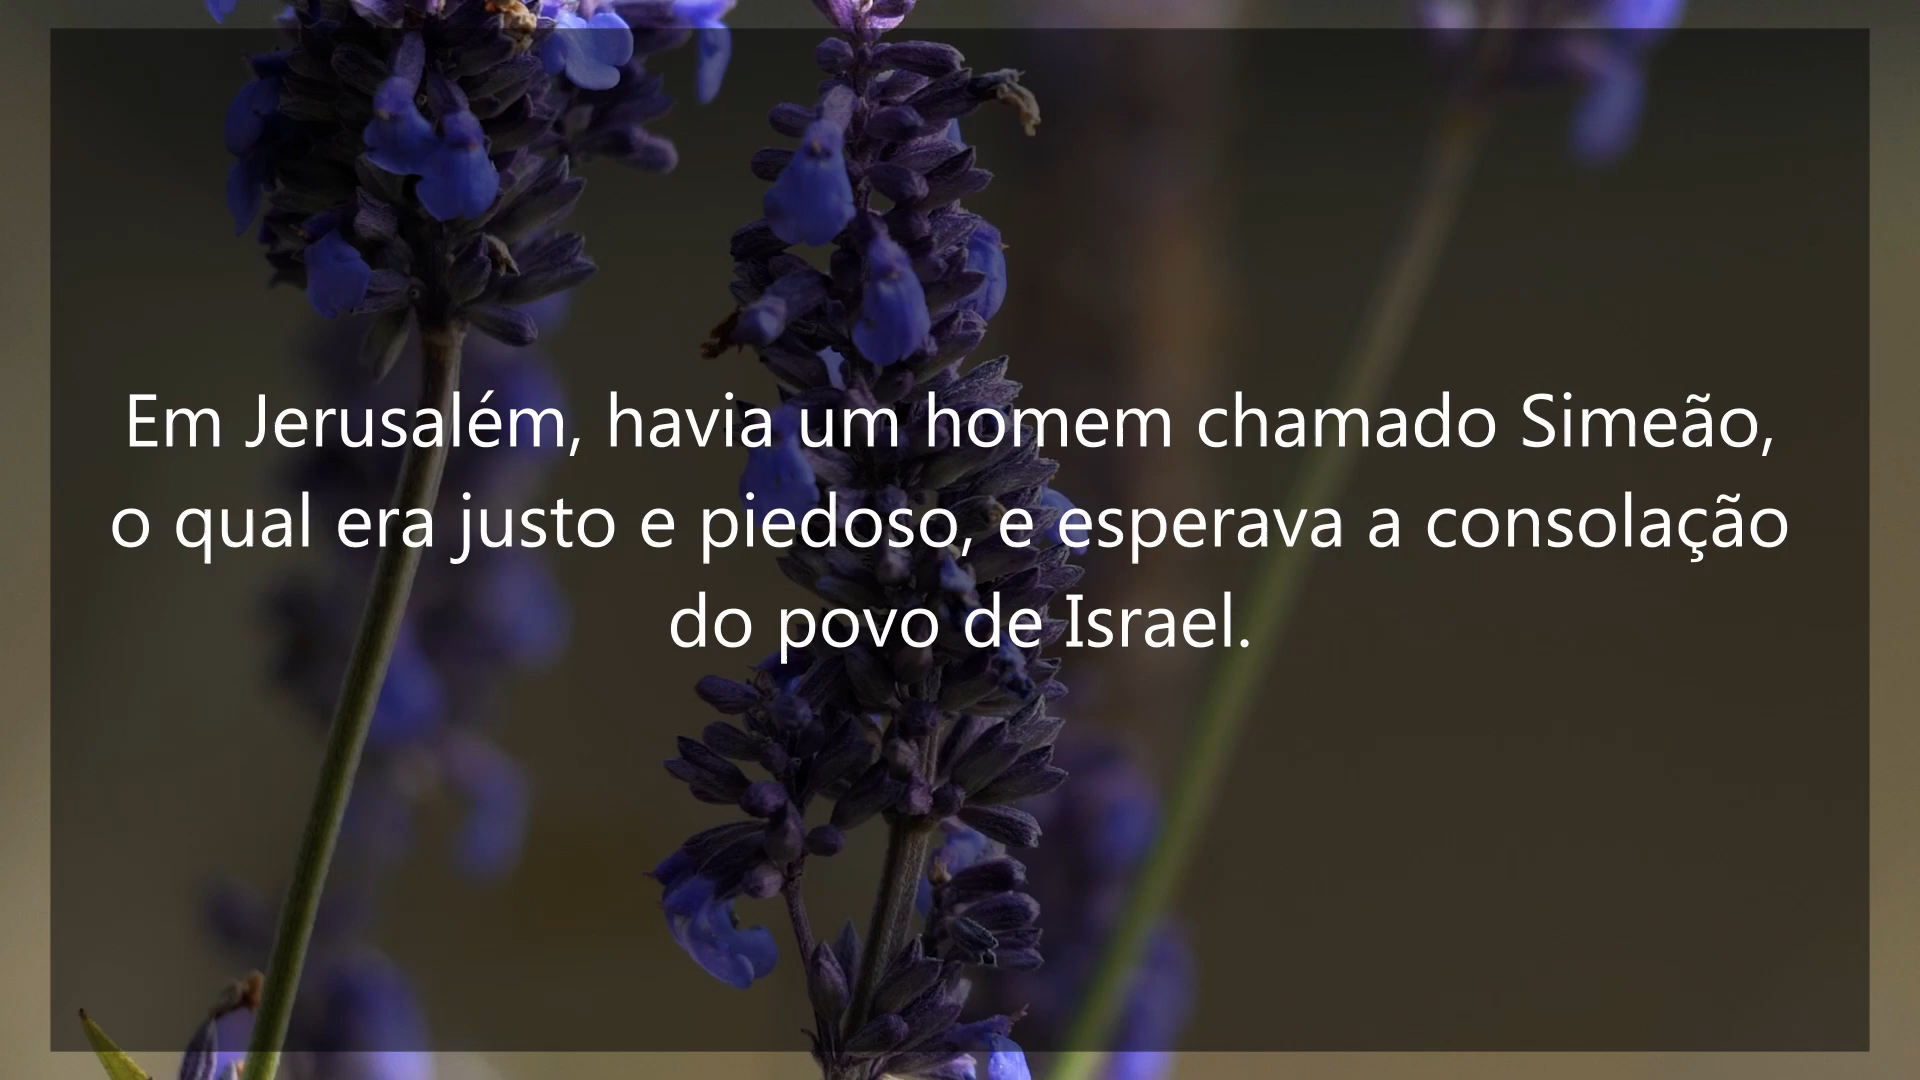 Em Jerusalém, havia um homem chamado Simeão,
o qual era justo e piedoso, e esperava a consolação
do povo de Israel.